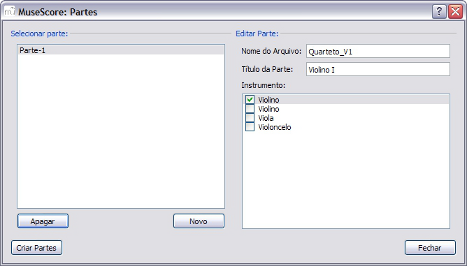 MuseScore: Partes
Selecionar parte:
Parte-1
Apagar
Novo
Criar Partes
Editar Parte:
Nome do Arquivo: Quarteto_V1
Título da Parte: Violino I
Instrumento:
Violino
Violino
Viola
Violoncelo
Fechar